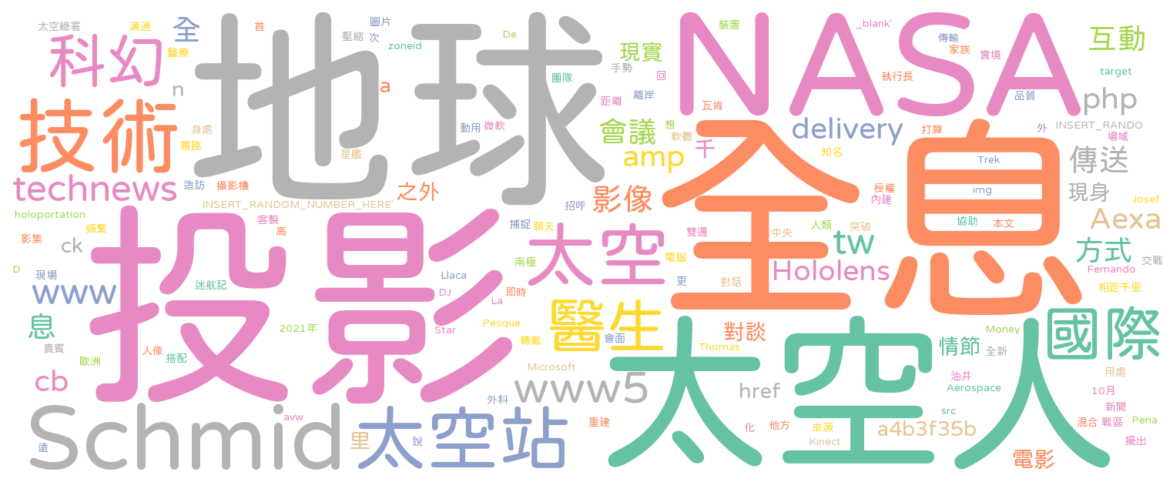 太空總署
溝通
首
圖片
次
De
裝置
_blank'
傳輸
家族
實境
互動
科幻
全
醫療
壓縮
zoneid
現實
手勢
回
執行長
target
地球
NASA
n
a
團隊
距離
離岸
瓦肯
品質
php
技術
身處
親臨
動用
微軟
會議
想
軟體
千
delivery
打算
外
INSERT_RANDO
場域
星艦
amp
知名
Trek
傳送
technews
造訪
攝影機
之外
影像
全息
授權
內建
img
現身
Josef
INSERT_RANDOM_NUMBER_HERE'
招呼
holoportation
頻繁
客製
高
捕捉
聊天
雙邊
中央
人類
突破
協助
本文
Aexa
影集
ck
投影
太空
tw
南極
電腦
更
Hololens
對話
方式
交戰
D
現場
迷航記
Llaca
即時
Fernando
相距千里
www
DJ
La
醫生
息
2021年
Star
Pesque
轉載
會面
對談
太空人
Money
國際
貴賓
歐洲
人像
搭配
Thomas
情節
全新
Microsoft
cb
www5
href
油井
Aerospace
用處
10月
外科
src
新聞
Schmid
avw
太空站
重建
化
他方
束遠
Kinect
a4b3f35b
混合
戰區
Pena
遠
里
說
電影
擺出